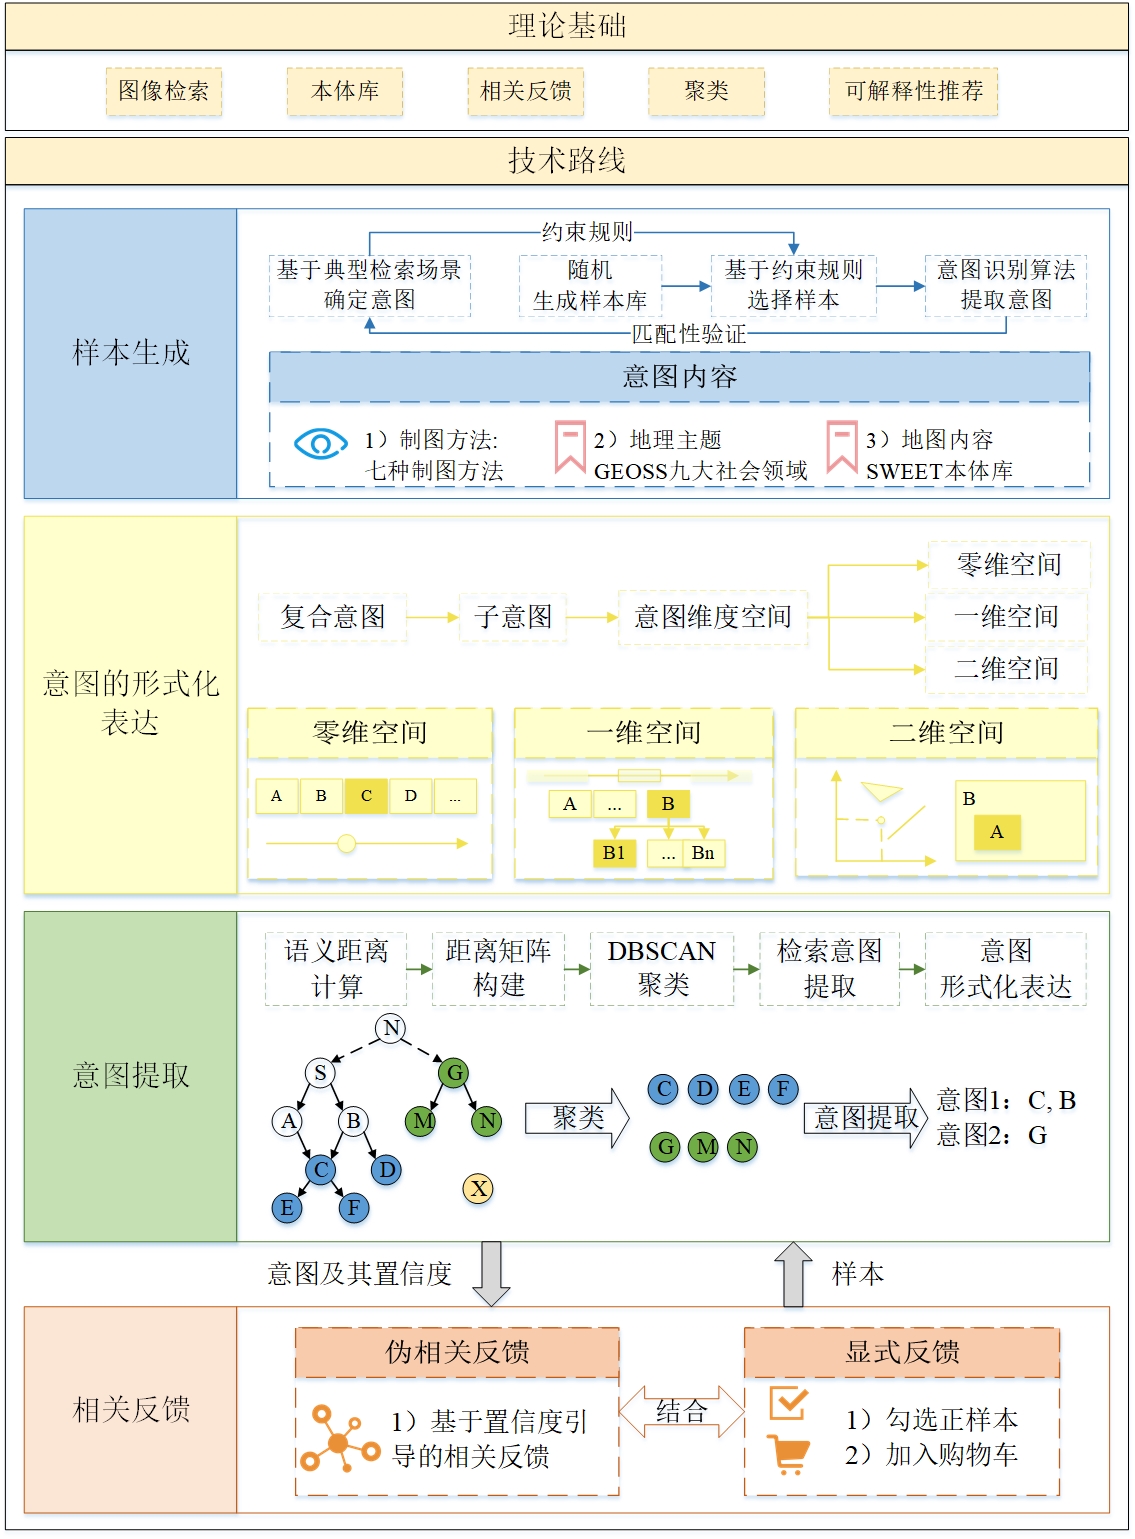 理论基础
图像检索
本体库
相关反馈
聚类
可解释性推荐
技术路线
样本生成
约束规则
基于典型检索场景
确定意图
随机
生成样本库
基于约束规则
选择样本
意图识别算法
提取意图
匹配性验证
意图内容
1）制图方法:
七种制图方法
2）地理主题
GEOSS九大社会领域
3）地图内容
SWEET本体库
意图的形式化
表达
复合意图
子意图
意图维度空间
零维空间
一维空间
二维空间
零维空间
A
B
C
D
...
一维空间
A
...
B
B1
...
Bn
二维空间
B
A
意图提取
语义距离
计算
距离矩阵
构建
DBSCAN
聚类
检索意图
提取
意图
形式化表达
N
S
G
A
B
M
N
C
D
E
F
X
聚类
C
D
E
F
G
M
N
意图提取
意图1：C, B
意图2：G
意图及其置信度
样本
相关反馈
伪相关反馈
1）基于置信度引
导的相关反馈
结合
显式反馈
1）勾选正样本
2）加入购物车